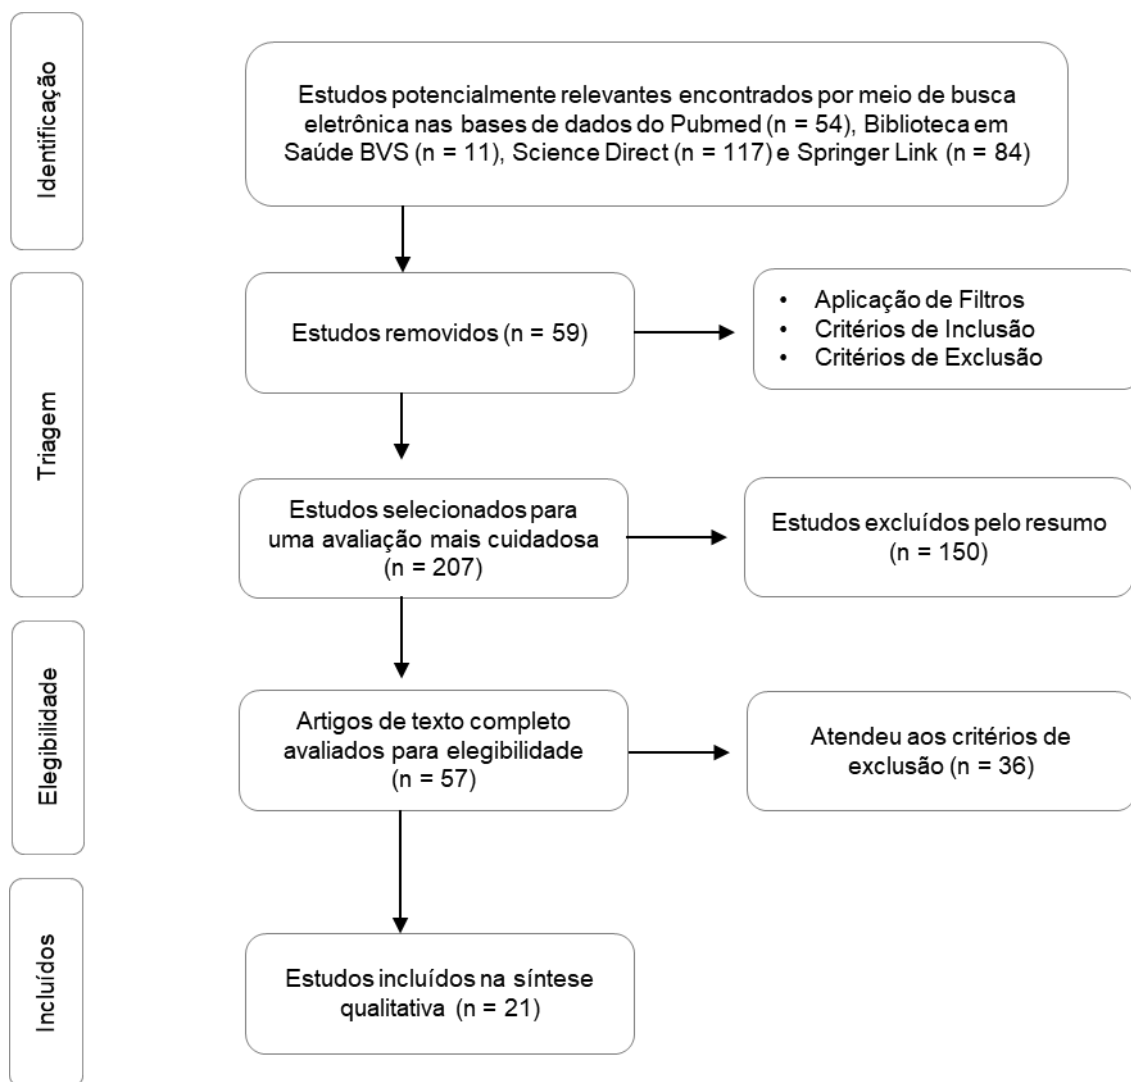 Identificação
Estudos potencialmente relevantes encontrados por meio de busca
eletrônica nas bases de dados do Pubmed (n = 54), Biblioteca em
Saúde BVS (n = 11), Science Direct (n = 117) e Springer Link (n = 84)
Triagem
Estudos removidos (n = 59)
• Aplicação de Filtros
• Critérios de Inclusão
• Critérios de Exclusão
Estudos selecionados para
uma avaliação mais cuidadosa
(n = 207)
Estudos excluídos pelo resumo
(n = 150)
Elegibilidade
Artigos de texto completo
avaliados para elegibilidade
(n = 57)
Atendeu aos critérios de
exclusão (n = 36)
Incluídos
Estudos incluídos na síntese
qualitativa (n = 21)